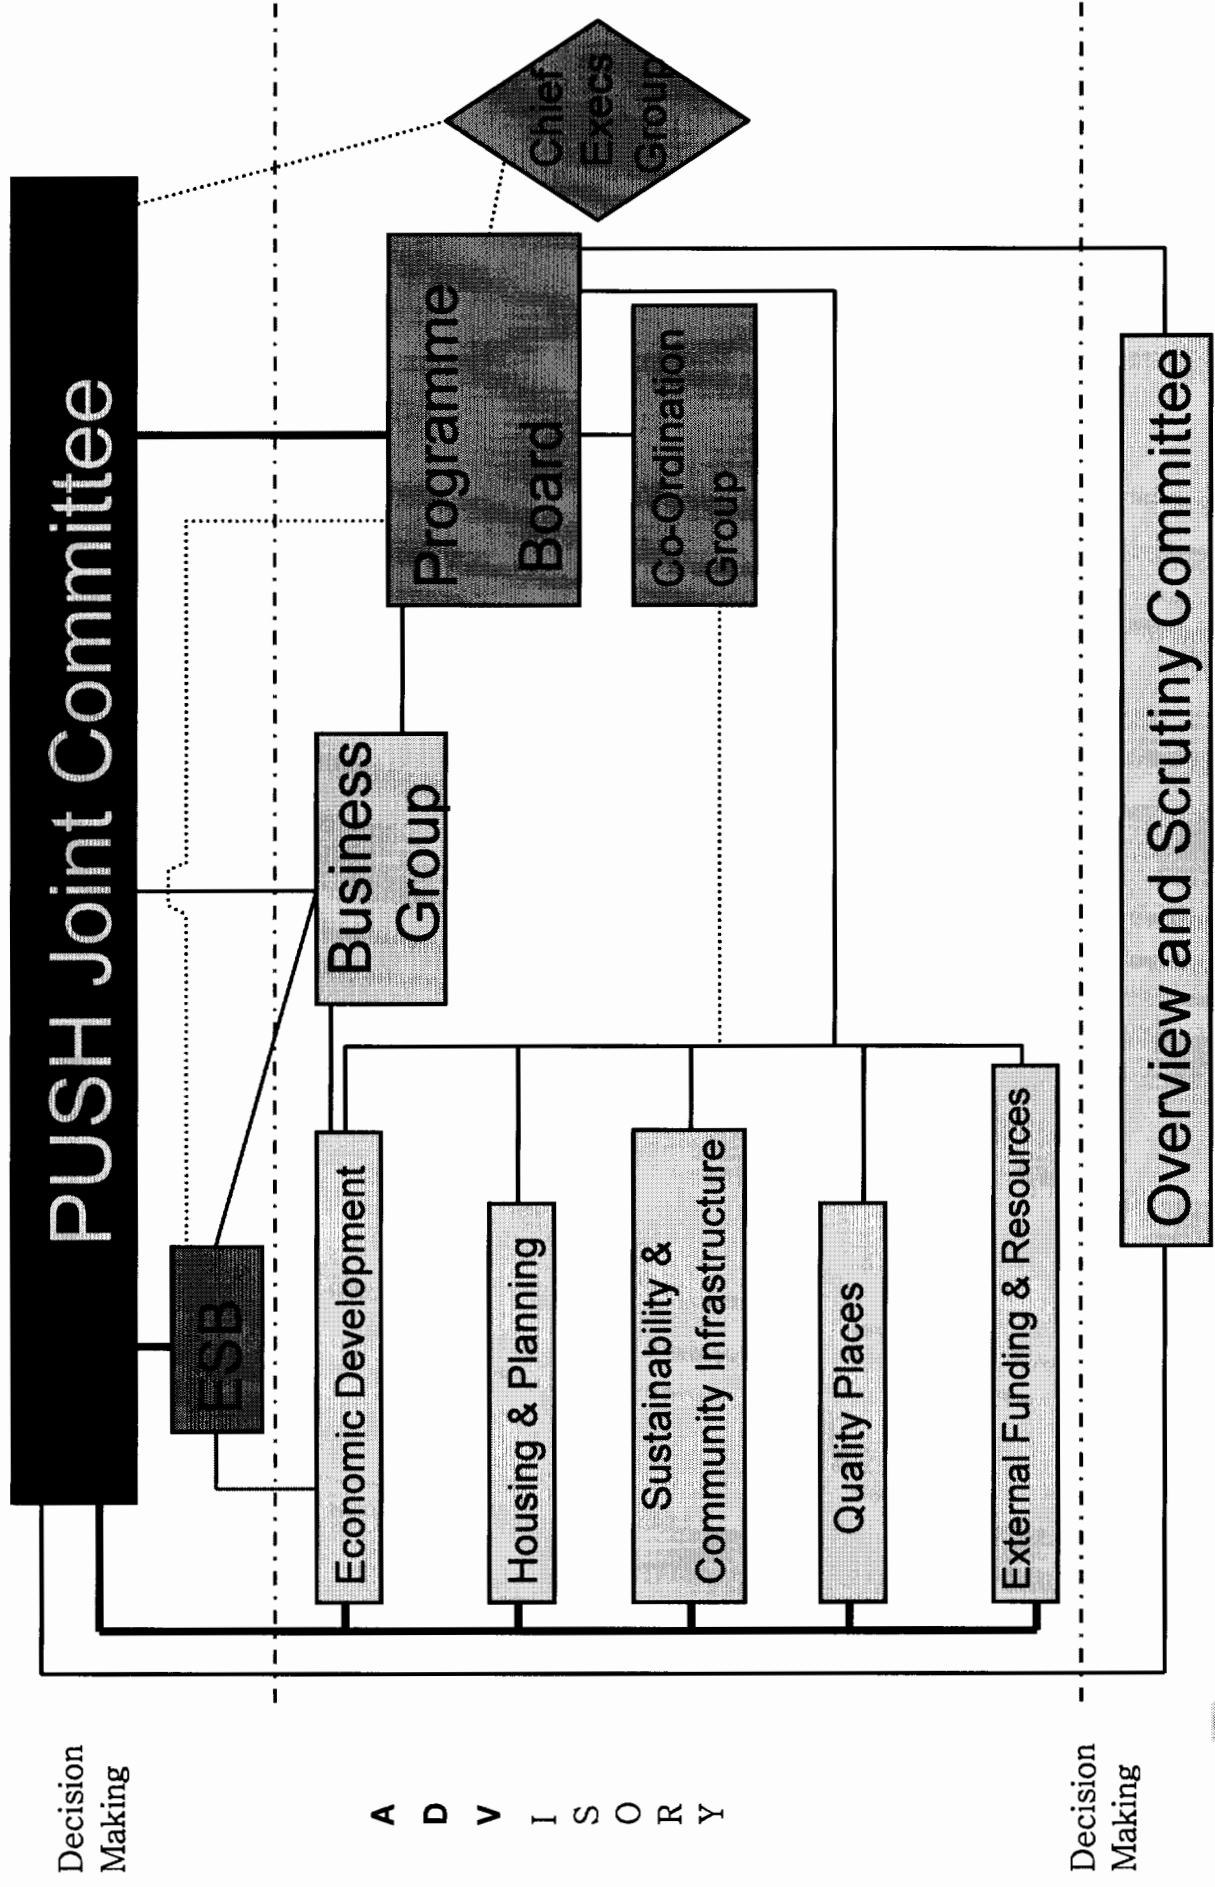 Decision
Making
PUSH Joint Committee
ESB
A
D
V
I
S
O
R
Y
Economic Development
Business
Group
Programme
Board
Chief
Execs
Group
Housing & Planning
Sustainability &
Community Infrastructure
Co-Ordination
Group
Quality Places
External Funding & Resources
Decision
Making
Overview and Scrutiny Committee